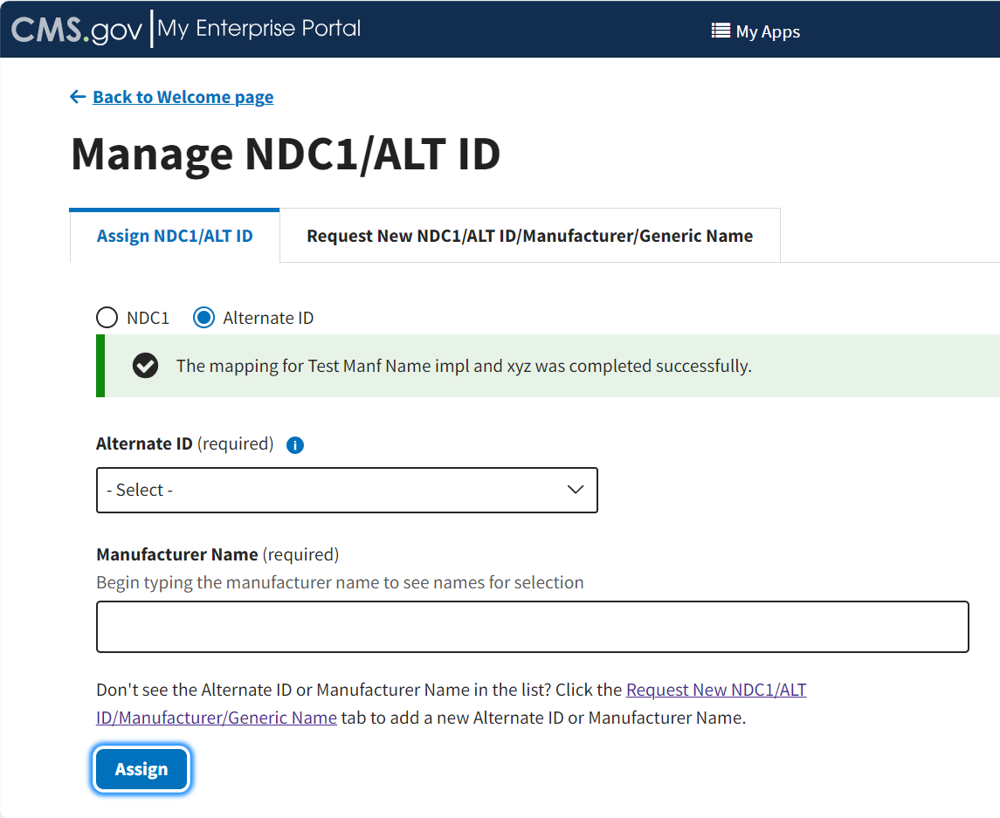 CMS.gov My Enterprise Portal
My Apps
Back to Welcome page
Manage NDC1/ALT ID
Assign NDC1/ALT ID
Request New NDC1/ALT ID/Manufacturer/Generic Name
NDC1
Alternate ID
The mapping for Test Manf Name impl and xyz was completed successfully.
Alternate ID (required)
- Select -
Manufacturer Name (required)
Begin typing the manufacturer name to see names for selection
Don't see the Alternate ID or Manufacturer Name in the list? Click the Request New NDC1/ALT
ID/Manufacturer/Generic Name tab to add a new Alternate ID or Manufacturer Name.
Assign